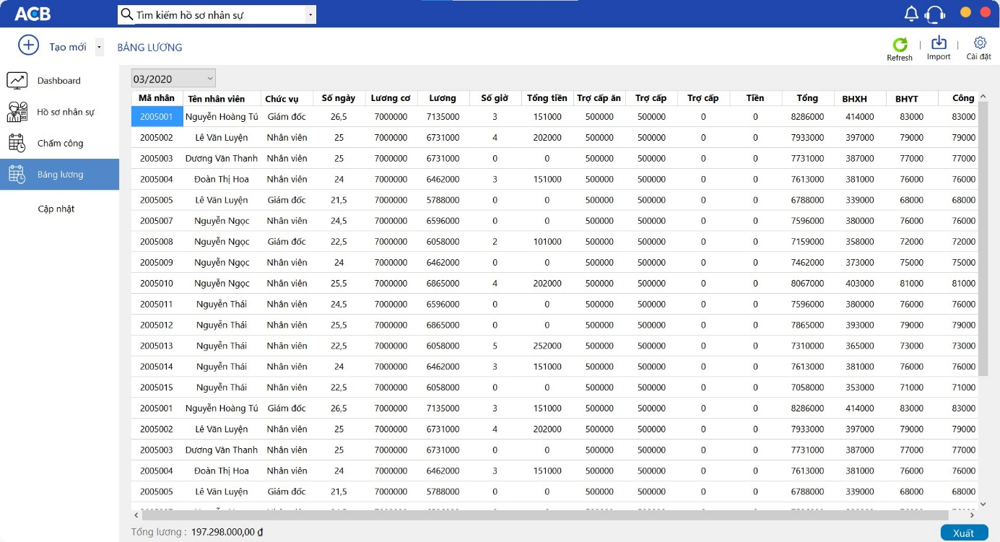 ACB
Tìm kiếm hồ sơ nhân sự
Tạo mới
BẢNG LƯƠNG
Refresh
Import
Cài đặt
Dashboard
Hồ sơ nhân sự
Chấm công
Bảng lương
Cập nhật
03/2020
Mã nhân Tên nhân viên Chức vụ Số ngày Lương cơ Lương Số giờ Tổng tiền Trợ cấp ăn Trợ cấp Trợ cấp Tiền Tổng BHXH BHYT Công
2005001 Nguyễn Hoàng Tú Giám đốc 26,5 7000000 7135000 3 151000 500000 500000 0 0 8286000 414000 83000 83000
2005002 Lê Văn Luyện Nhân viên 25 7000000 6731000 4 202000 500000 500000 0 0 7933000 397000 79000 79000
2005003 Dương Văn Thanh Nhân viên 25 7000000 6731000 0 0 500000 500000 0 0 7731000 387000 77000 77000
2005004 Đoàn Thị Hoa Nhân viên 24 7000000 6462000 3 151000 500000 500000 0 0 7613000 381000 76000 76000
2005005 Lê Văn Luyện Giám đốc 21,5 7000000 5788000 0 0 500000 500000 0 0 6788000 339000 68000 68000
2005007 Nguyễn Ngọc Nhân viên 24,5 7000000 6596000 0 0 500000 500000 0 0 7596000 380000 76000 76000
2005008 Nguyễn Ngọc Giám đốc 22,5 7000000 6058000 2 101000 500000 500000 0 0 7159000 358000 72000 72000
2005009 Nguyễn Ngọc Nhân viên 24 7000000 6462000 0 0 500000 500000 0 0 7462000 373000 75000 75000
2005010 Nguyễn Ngọc Nhân viên 25,5 7000000 6865000 4 202000 500000 500000 0 0 8067000 403000 81000 81000
2005011 Nguyễn Thái Nhân viên 24,5 7000000 6596000 0 0 500000 500000 0 0 7596000 380000 76000 76000
2005012 Nguyễn Thái Nhân viên 25,5 7000000 6865000 0 0 500000 500000 0 0 7865000 393000 79000 79000
2005013 Nguyễn Thái Nhân viên 22,5 7000000 6058000 5 252000 500000 500000 0 0 7310000 365000 73000 73000
2005014 Nguyễn Thái Nhân viên 24 7000000 6462000 3 151000 500000 500000 0 0 7613000 381000 76000 76000
2005015 Nguyễn Thái Nhân viên 22,5 7000000 6058000 0 0 500000 500000 0 0 7058000 353000 71000 71000
2005001 Nguyễn Hoàng Tú Giám đốc 26,5 7000000 7135000 3 151000 500000 500000 0 0 8286000 414000 83000 83000
2005002 Lê Văn Luyện Nhân viên 25 7000000 6731000 4 202000 500000 500000 0 0 7933000 397000 79000 79000
2005003 Dương Văn Thanh Nhân viên 25 7000000 6731000 0 0 500000 500000 0 0 7731000 387000 77000 77000
2005004 Đoàn Thị Hoa Nhân viên 24 7000000 6462000 3 151000 500000 500000 0 0 7613000 381000 76000 76000
2005005 Lê Văn Luyện Giám đốc 21,5 7000000 5788000 0 0 500000 500000 0 0 6788000 339000 68000 68000
Tổng lương : 197.298.000,00 ₫
Xuất